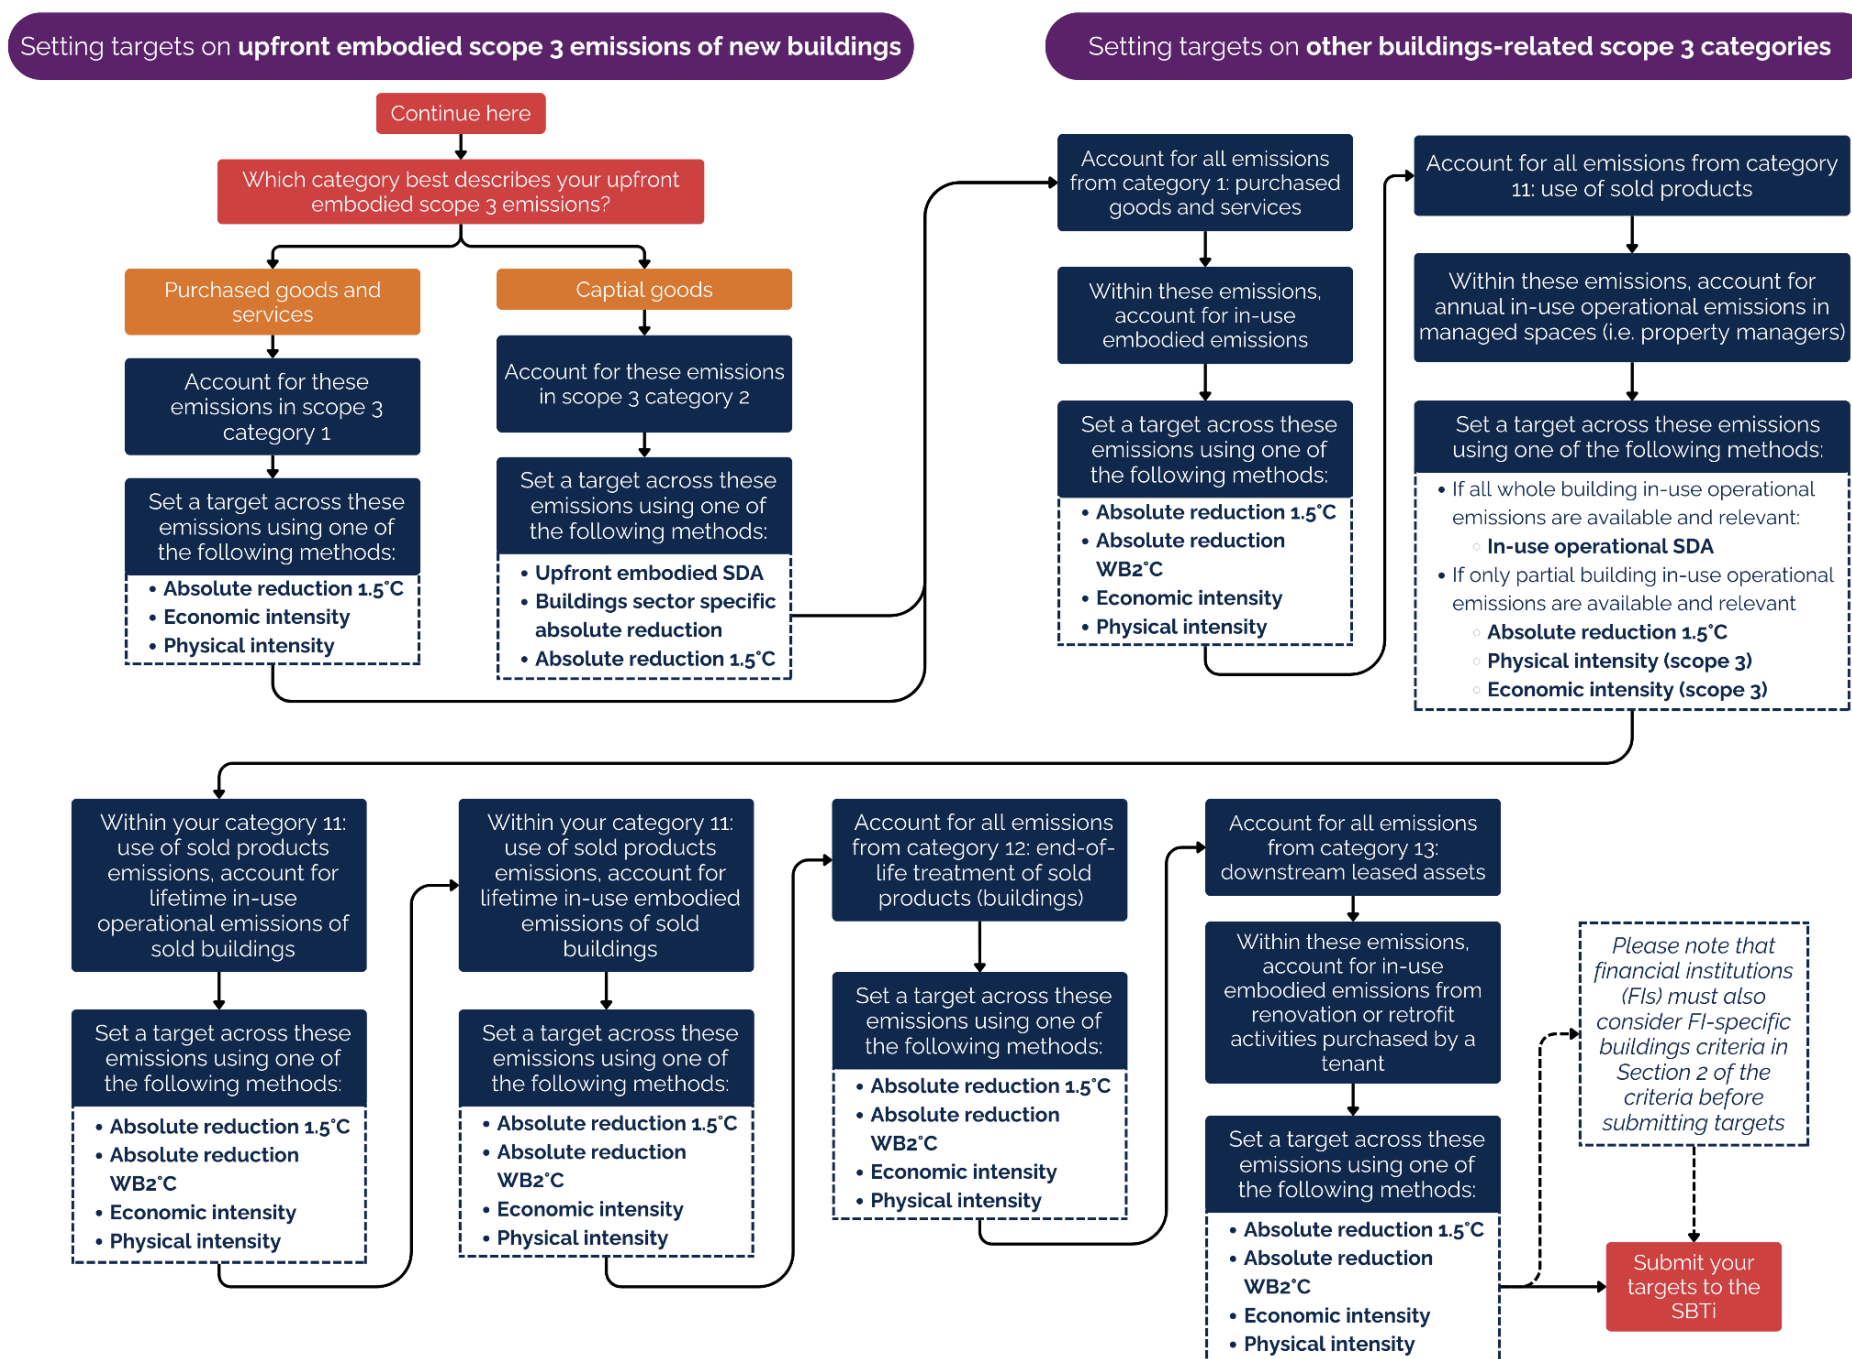 Setting targets on upfront embodied scope 3 emissions of new buildings
Continue here
Which category best describes your upfront
embodied scope 3 emissions?
Purchased goods and
services
Account for these
emissions in scope 3
category 1
Set a target across these
emissions using one of
the following methods:
• Absolute reduction 1.5°C
• Economic intensity
• Physical intensity
Captial goods
Account for these emissions
in scope 3 category 2
Set a target across these
emissions using one of
the following methods:
• Upfront embodied SDA
• Buildings sector specific
absolute reduction
• Absolute reduction 1.5°C
Setting targets on other buildings-related scope 3 categories
Account for all emissions
from category 1: purchased
goods and services
Within these emissions,
account for in-use
embodied emissions
Set a target across these
emissions using one of
the following methods:
• Absolute reduction 1.5°C
• Absolute reduction
WB2°C
• Economic intensity
• Physical intensity
Account for all emissions from category
11: use of sold products
Within these emissions, account for
annual in-use operational emissions in
managed spaces (i.e. property managers)
Set a target across these emissions
using one of the following methods:
• If all whole building in-use operational
emissions are available and relevant:
◦ In-use operational SDA
• If only partial building in-use operational
emissions are available and relevant
◦ Absolute reduction 1.5°C
◦ Physical intensity (scope 3)
◦ Economic intensity (scope 3)
Within your category 11:
use of sold products
emissions, account for
lifetime in-use
operational emissions of
sold buildings
Set a target across these
emissions using one of
the following methods:
• Absolute reduction 1.5°C
• Absolute reduction
WB2°C
• Economic intensity
• Physical intensity
Within your category 11:
use of sold products
emissions, account for
lifetime in-use embodied
emissions of sold
buildings
Set a target across these
emissions using one of
the following methods:
• Absolute reduction 1.5°C
• Absolute reduction
WB2°C
• Economic intensity
• Physical intensity
Account for all emissions
from category 12: end-of-
life treatment of sold
products (buildings)
Set a target across these
emissions using one of
the following methods:
• Absolute reduction 1.5°C
• Absolute reduction
WB2°C
• Economic intensity
• Physical intensity
Account for all emissions
from category 13:
downstream leased assets
Within these emissions,
account for in-use
embodied emissions from
renovation or retrofit
activities purchased by a
tenant
Set a target across these
emissions using one of
the following methods:
• Absolute reduction 1.5°C
• Absolute reduction
WB2°C
• Economic intensity
• Physical intensity
Please note that
financial institutions
(FIs) must also
consider FI-specific
buildings criteria in
Section 2 of the
criteria before
submitting targets
Submit your
targets to the
SBTi